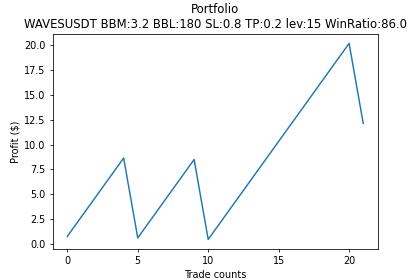 Portfolio
WAVESUSDT BBM:3.2 BBL:180 SL:0.8 TP:0.2 lev:15 WinRatio:86.0
20.0
17.5
15.0
12.5
10.0
7.5
5.0
2.5
0.0
Profit ($)
0 5 10 15 20
Trade counts